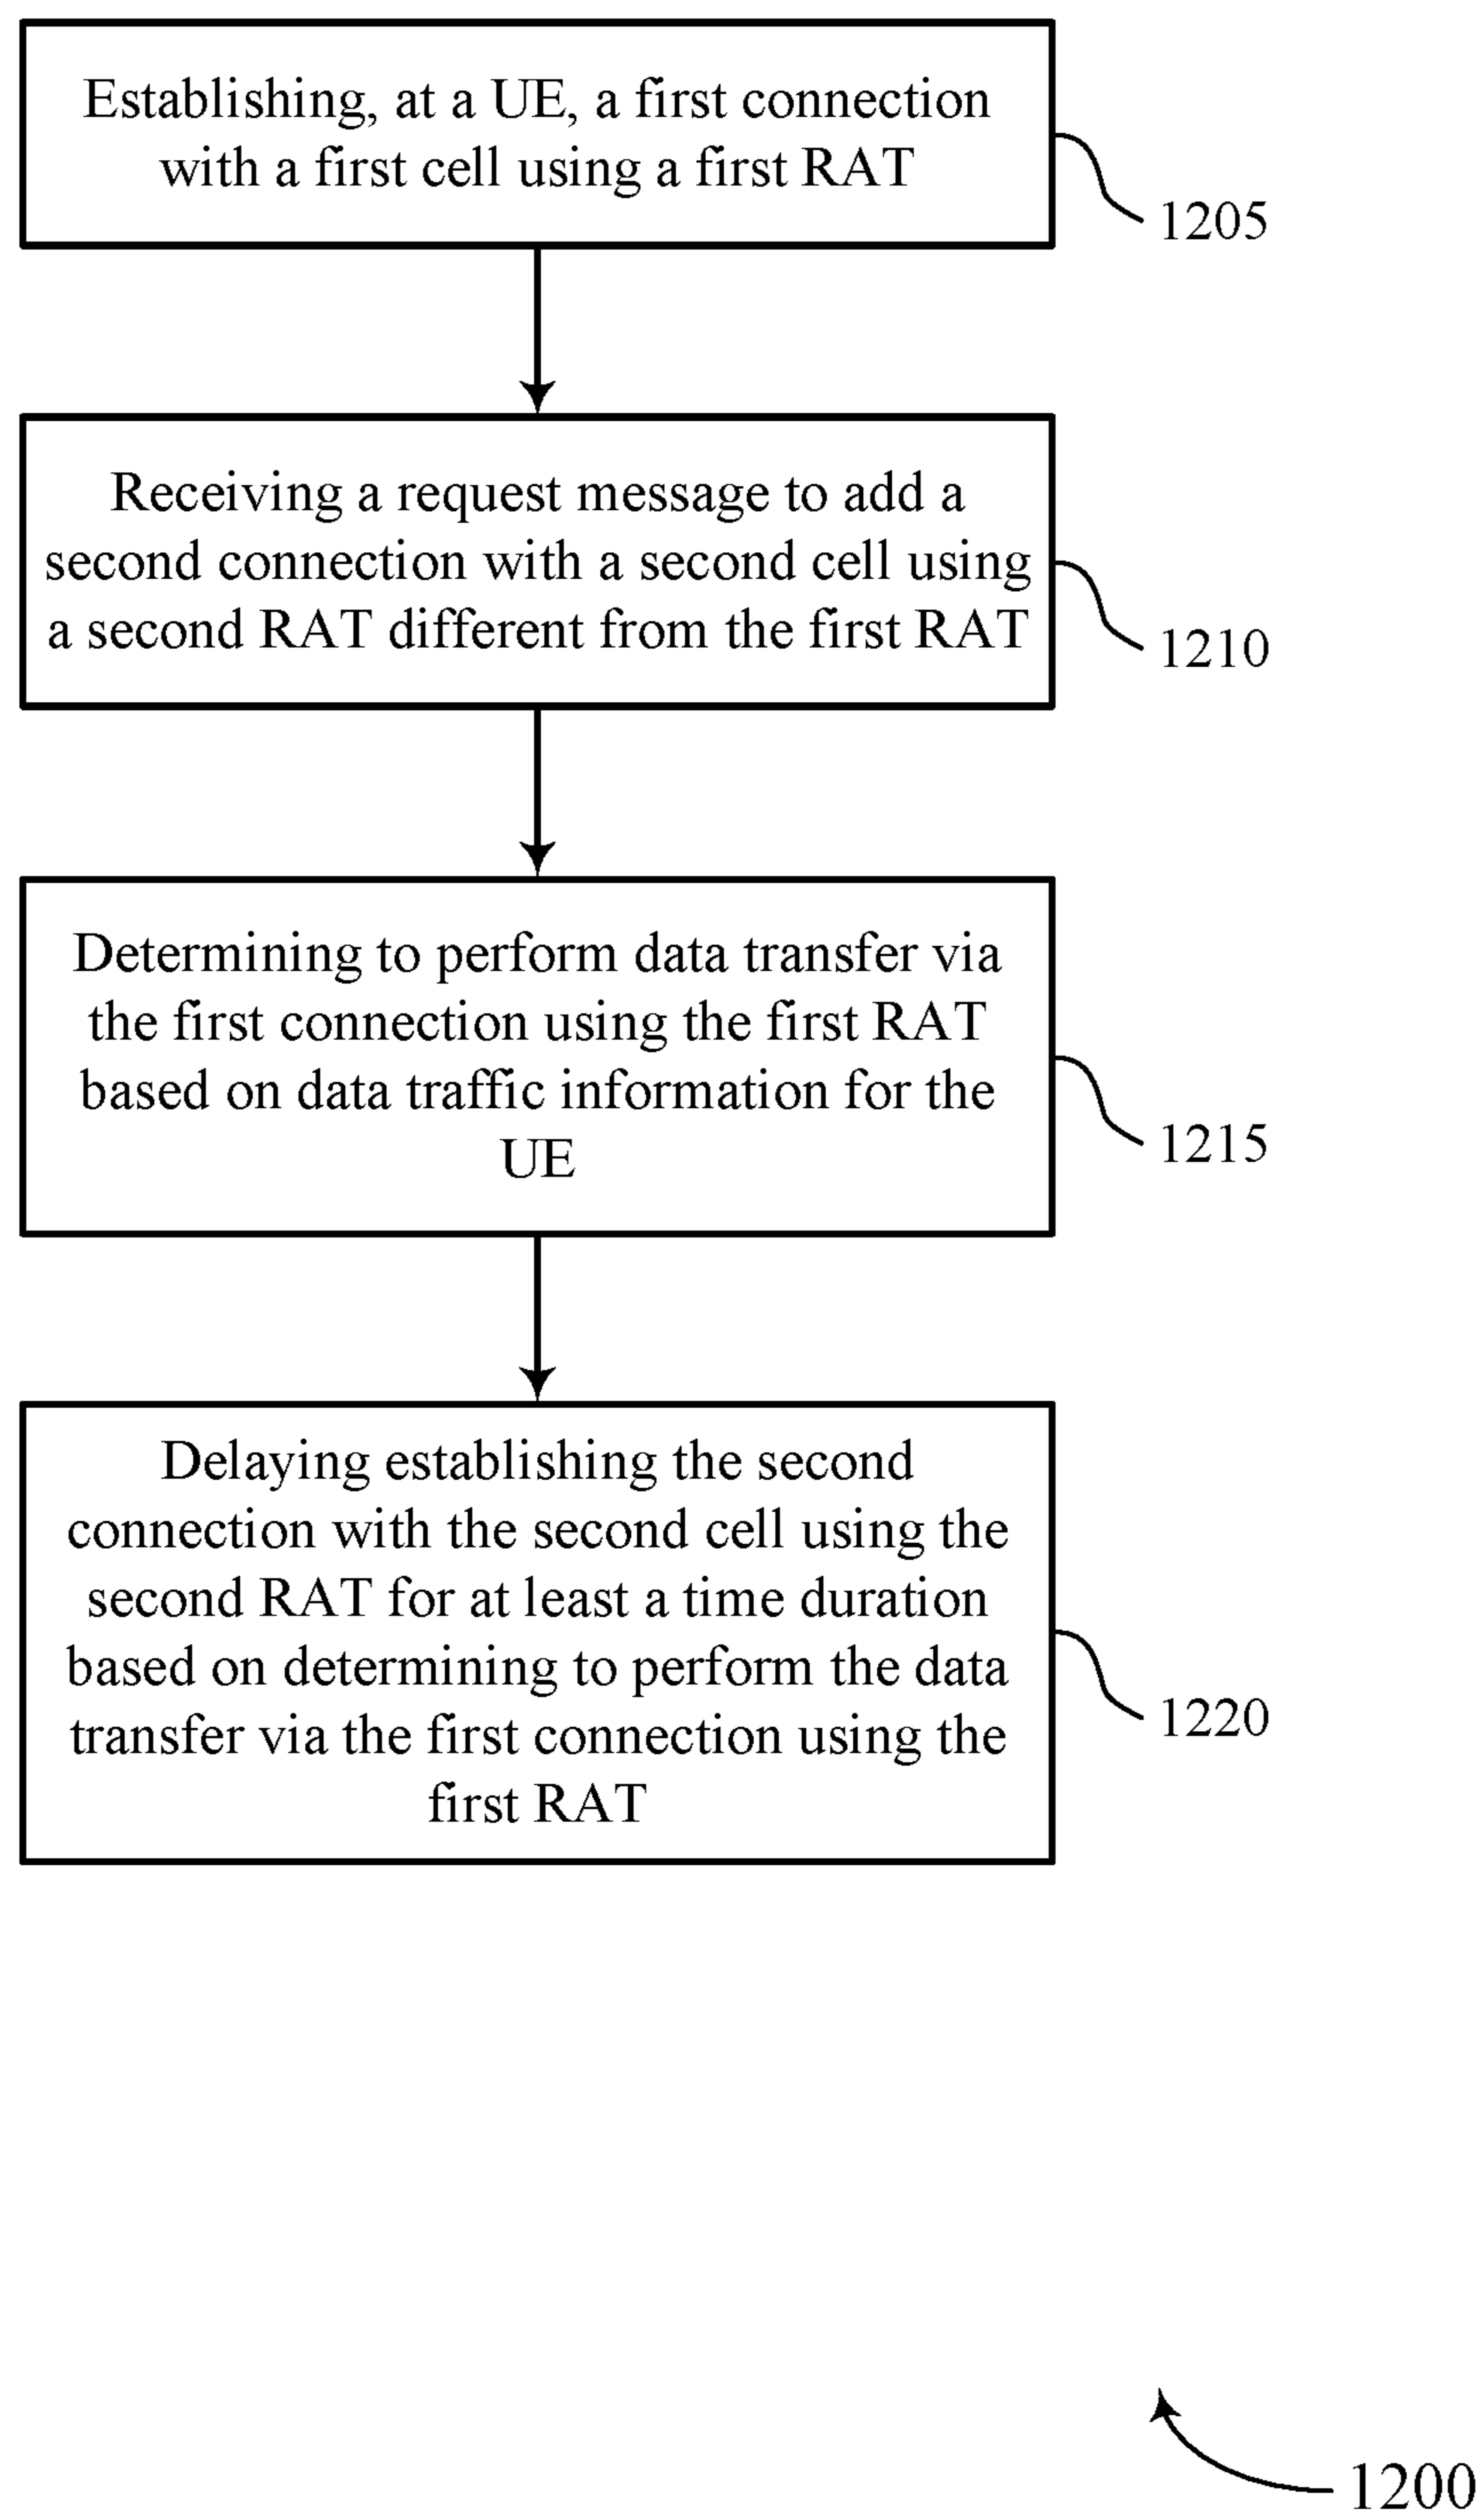 Establishing, at a UE, a first connection
with a first cell using a first RAT
1205
Receiving a request message to add a
second connection with a second cell using
a second RAT different from the first RAT
1210
Determining to perform data transfer via
the first connection using the first RAT
based on data traffic information for the
UE
1215
Delaying establishing the second
connection with the second cell using the
second RAT for at least a time duration
based on determining to perform the data
transfer via the first connection using the
first RAT
1220
1200